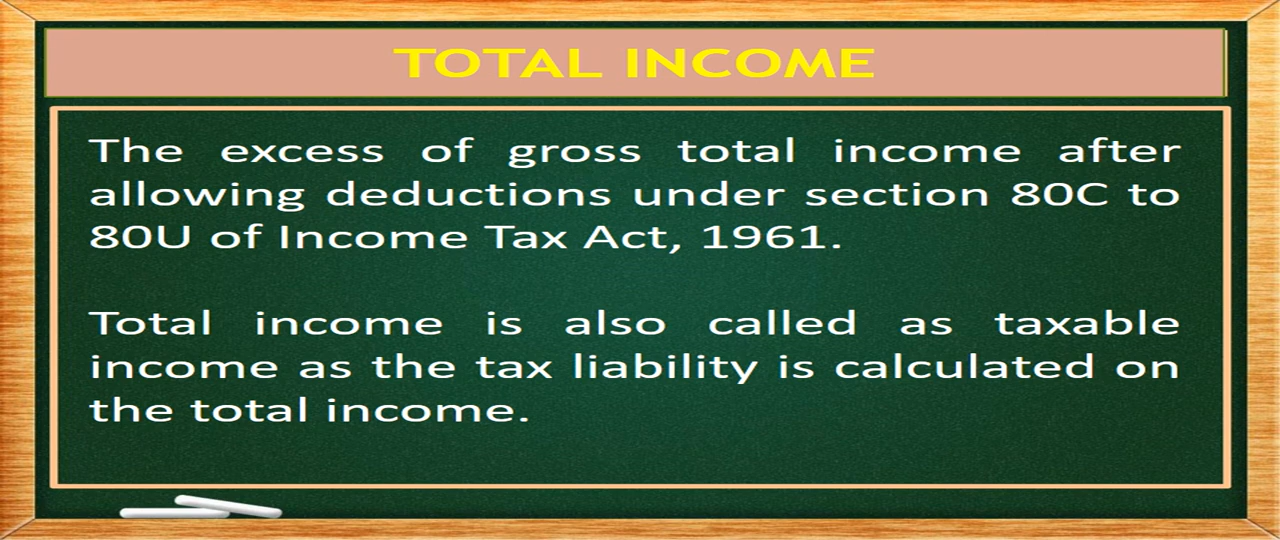 TOTAL INCOME
The excess of gross total income after
allowing deductions under section 80C to
80U of Income Tax Act, 1961.
Total income is also called as taxable
income as the tax liability is calculated on
the total income.